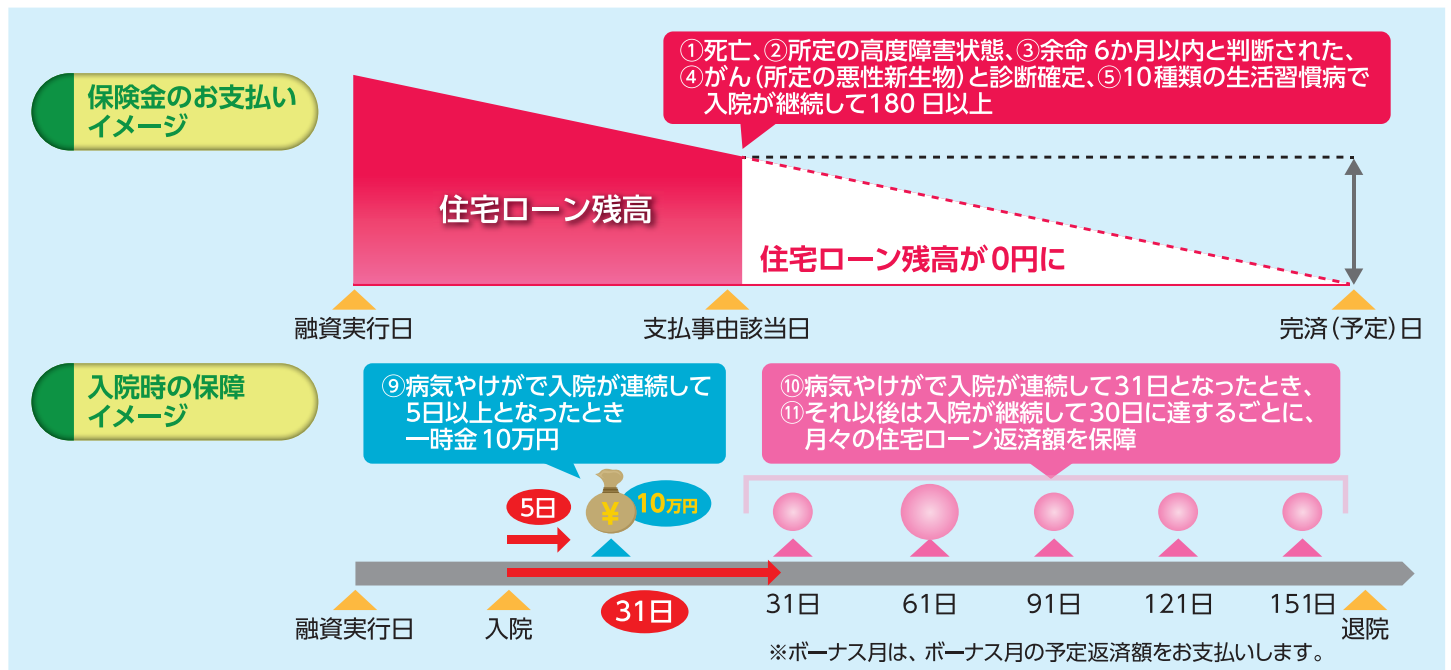 保険金のお支払い
イメージ
①死亡、②所定の高度障害状態、③余命6か月以内と判断された、
④がん(所定の悪性新生物)と診断確定、⑤10種類の生活習慣病で
入院が継続して180日以上
住宅ローン残高
住宅ローン残高が0円に
融資実行日
支払事由該当日
完済(予定)日
入院時の保障
イメージ
⑨病気やけがで入院が連続して
5日以上となったとき
一時金10万円
⑩病気やけがで入院が連続して31日となったとき、
⑪それ以後は入院が継続して30日に達するごとに、
月々の住宅ローン返済額を保障
5日
¥
10万円
31日
31日
61日
91日
121日
151日
融資実行日
入院
退院
※ボーナス月は、ボーナス月の予定返済額をお支払いします。